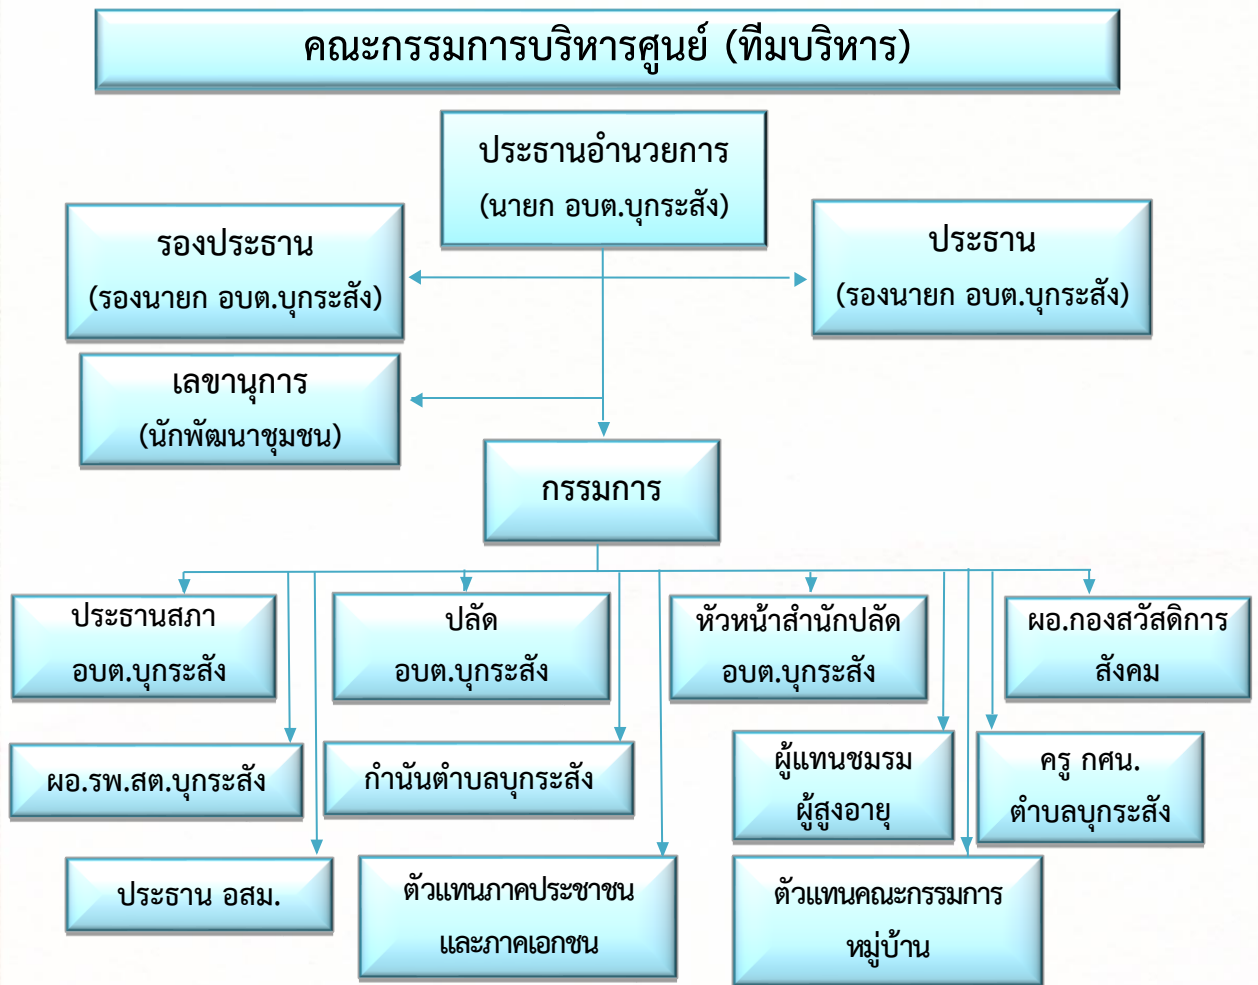 คณะกรรมการบริหารศูนย์ (ทีมบริหาร)
ประธานอำนวยการ
(นายก อบต.บุกระสัง)
รองประธาน
(รองนายก อบต.บุกระสัง)
ประธาน
(รองนายก อบต.บุกระสัง)
เลขานุการ
(นักพัฒนาชุมชน)
กรรมการ
ประธานสภา
อบต.บุกระสัง
ปลัด
อบต.บุกระสัง
หัวหน้าสำนักปลัด
อบต.บุกระสัง
ผอ.กองสวัสดิการ
สังคม
ผอ.รพ.สต.บุกระสัง
กำนันตำบลบุกระสัง
ผู้แทนชมรม
ผู้สูงอายุ
ครู กศน.
ตำบลบุกระสัง
ประธาน อสม.
ตัวแทนภาคประชาชน
และภาคเอกชน
ตัวแทนคณะกรรมการ
หมู่บ้าน